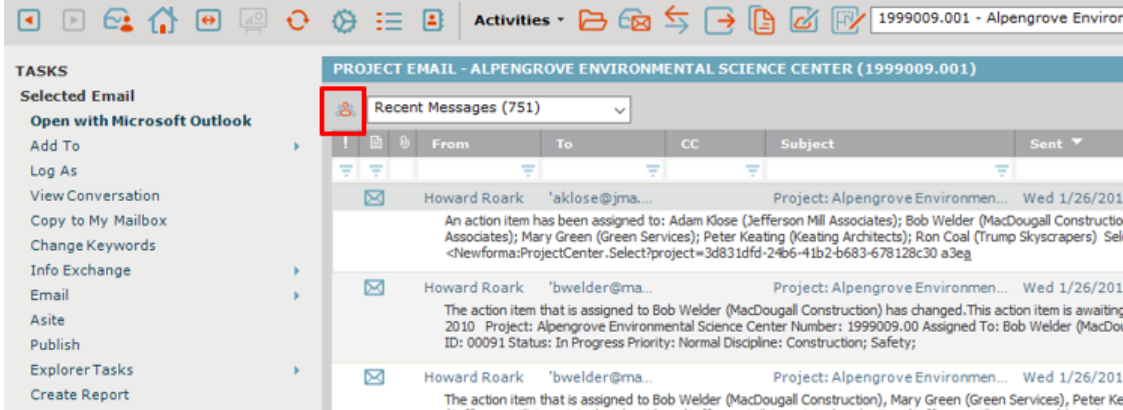 Activities
1999009.001 - Alpengrove Environ
TASKS
Selected Email
Open with Microsoft Outlook
Add To
Log As
View Conversation
Copy to My Mailbox
Change Keywords
Info Exchange
Email
Asite
Publish
Explorer Tasks
Create Report
PROJECT EMAIL - ALPENGROVE ENVIRONMENTAL SCIENCE CENTER (1999009.001)
Recent Messages (751)
! From To CC Subject Sent
Howard Roark 'aklose@jma.... Project: Alpengrove Environmen... Wed 1/26/201
An action item has been assigned to: Adam Klose (Jefferson Mill Associates); Bob Welder (MacDougall Constructio
Associates); Mary Green (Green Services); Peter Keating (Keating Architects); Ron Coal (Trump Skyscrapers) Sel
<Newforma:ProjectCenter.Select?project=3d831dfd-24b6-41b2-b683-678128c30 a3ea
Howard Roark 'bwelder@ma... Project: Alpengrove Environmen... Wed 1/26/201
The action item that is assigned to Bob Welder (MacDougall Construction) has changed.This action item is awaiting
2010 Project: Alpengrove Environmental Science Center Number: 1999009.00 Assigned To: Bob Welder (MacDou
ID: 00091 Status: In Progress Priority: Normal Discipline: Construction; Safety;
Howard Roark 'bwelder@ma... Project: Alpengrove Environmen... Wed 1/26/201
The action item that is assigned to Bob Welder (MacDougall Construction), Mary Green (Green Services), Peter Ke